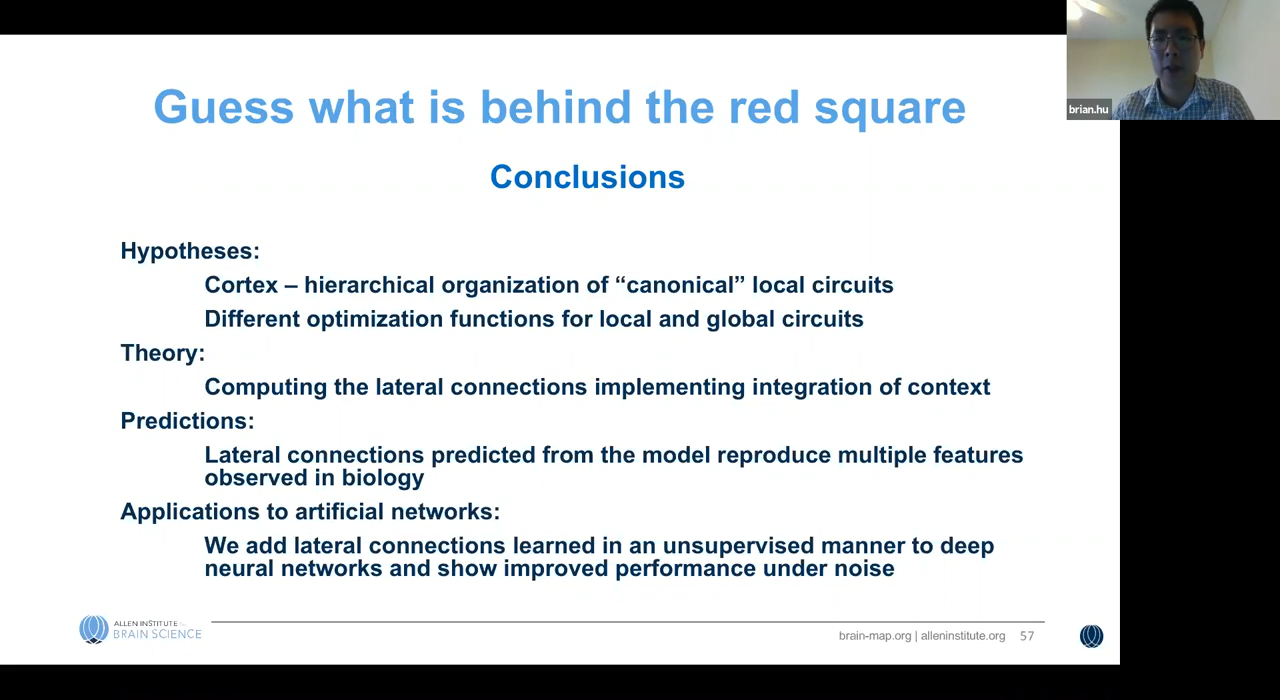 Guess what is behind the red square
brian.hu
Conclusions
Hypotheses:
Cortex – hierarchical organization of “canonical” local circuits
Different optimization functions for local and global circuits
Theory:
Computing the lateral connections implementing integration of context
Predictions:
Lateral connections predicted from the model reproduce multiple features
observed in biology
Applications to artificial networks:
We add lateral connections learned in an unsupervised manner to deep
neural networks and show improved performance under noise
ALLEN INSTITUTE for
BRAIN SCIENCE
brain-map.org | alleninstitute.org 57